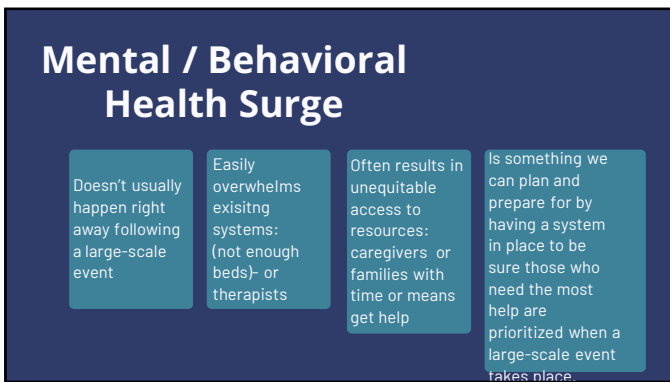 Mental / Behavioral
Health Surge
Doesn't usually
happen right
away following
a large-scale
event
Easily
overwhelms
exisitng
systems:
(not enough
beds)- or
therapists
Often results in
unequitable
access to
resources:
caregivers or
families with
time or means
get help
Is something we
can plan and
prepare for by
having a system
in place to be
sure those who
need the most
help are
prioritized when a
large-scale event
takes place.